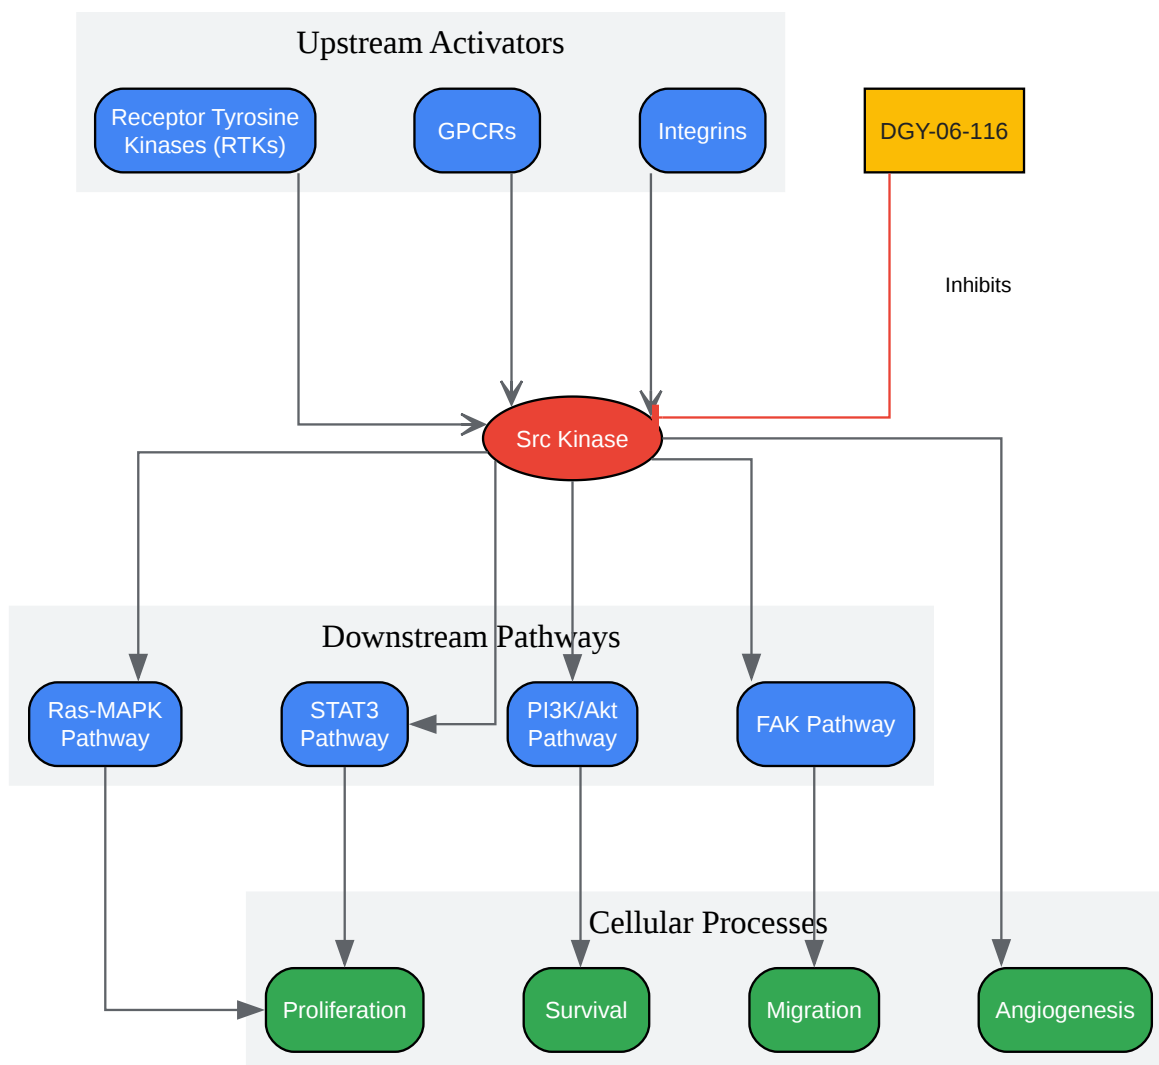 Upstream Activators
Receptor Tyrosine
Kinases (RTKs)
GPCRs
Integrins
DGY-06-116
Inhibits
Src Kinase
Downstream Pathways
Ras-MAPK
Pathway
STAT3
Pathway
PI3K/Akt
Pathway
FAK Pathway
Cellular Processes
Proliferation
Survival
Migration
Angiogenesis